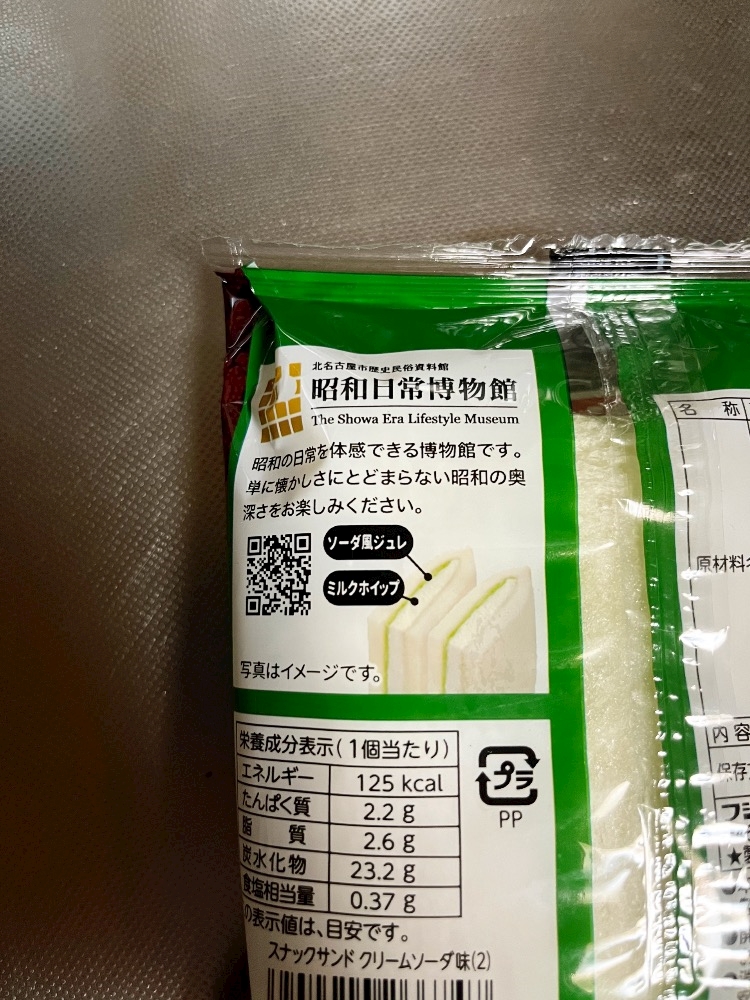 北名古屋市歴史民俗資料館
昭和日常博物館
The Showa Era Lifestyle Museum
昭和の日常を体感できる博物館です。
単に懐かしさにとどまらない昭和の奥
深さをお楽しみください。
ソーダ風ジュレ
ミルクホイップ
写真はイメージです。
栄養成分表示(1個当たり)
エネルギー 125 kcal
たんぱく質 2.2 g
脂 質 2.6 g
炭水化物 23.2 g
食塩相当量 0.37 g
の表示値は、目安です。
スナックサンド クリームソーダ味(2)
プラ
PP
名 称
原材料名
内 容
保存
フジ